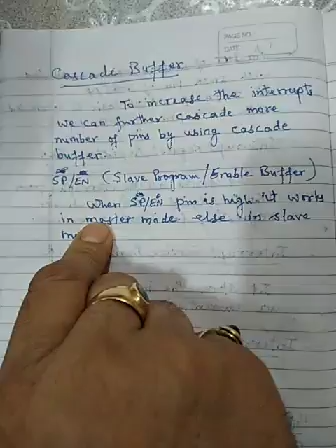 Cascade Buffer
To increase the interrupts
we can further cascade more
number of pins by using cascade
buffer.
SP/EN (Slave Program/Enable Buffer)
When SP/EN pin is high it works
in master mode else in slave